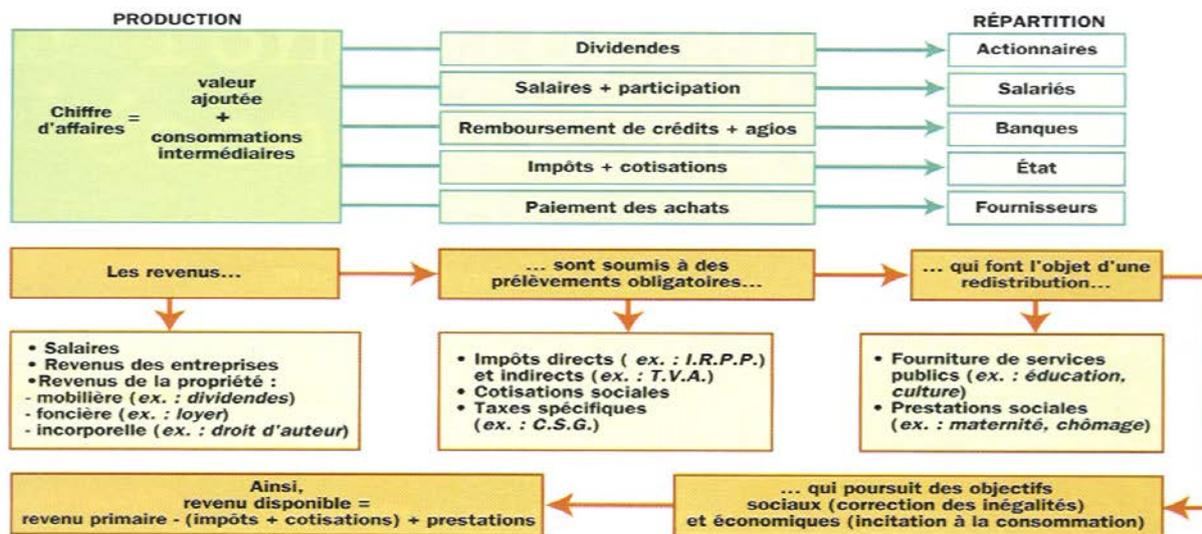 PRODUCTION
RÉPARTITION
Chiffre
d'affaires =
valeur
ajoutée
+
consommations
intermédiaires
Dividendes
Actionnaires
Salaires + participation
Salariés
Remboursement de crédits + agios
Banques
Impôts + cotisations
État
Paiement des achats
Fournisseurs
Les revenus...
... sont soumis à des
prélèvements obligatoires...
... qui font l'objet d'une
redistribution...
• Salaires
• Revenus des entreprises
•Revenus de la propriété :
- mobilière (ex. : dividendes)
- foncière (ex. : loyer)
- incorporelle (ex. : droit d'auteur)
• Impôts directs ( ex. : I.R.P.P.)
et indirects (ex. : T.V.A.)
• Cotisations sociales
• Taxes spécifiques
(ex. : C.S.G.)
• Fourniture de services
publics (ex. : éducation,
culture)
• Prestations sociales
(ex. : maternité, chômage)
... qui poursuit des objectifs
sociaux (correction des inégalités)
et économiques (incitation à la consommation)
Ainsi,
revenu disponible =
revenu primaire - (impôts + cotisations) + prestations